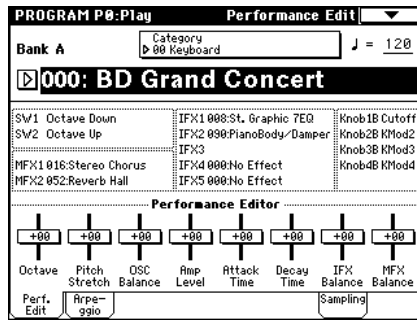 PROGRAM P0:Play Performance Edit
Bank A
Category
00 Keyboard
♩ = 120
000: BD Grand Concert
SW1 Octave Down
SW2 Octave Up
MFX1 016:Stereo Chorus
MFX2 052:Reverb Hall
IFX1 008:St. Graphic 7EQ
IFX2 090:PianoBody/Damper
IFX3
IFX4 000:No Effect
IFX5 000:No Effect
Knob1B Cutoff
Knob2B KMod2
Knob3B KMod3
Knob4B KMod4
Performance Editor
+00 +00 +00 +00 +00 +00 +00 +00
Octave Pitch Stretch OSC Balance Amp Level Attack Time Decay Time IFX Balance MFX Balance
Perf. Edit Arpe-ggio Sampling